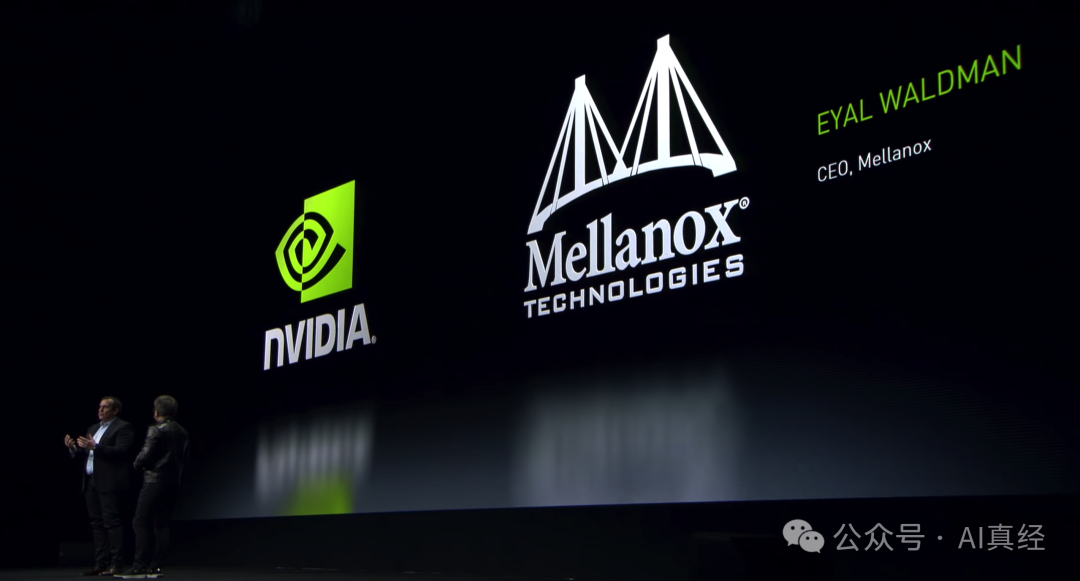 NVIDIA®
Mellanox®
TECHNOLOGIES
EYAL WALDMAN
CEO, Mellanox
公众号 · AI真经